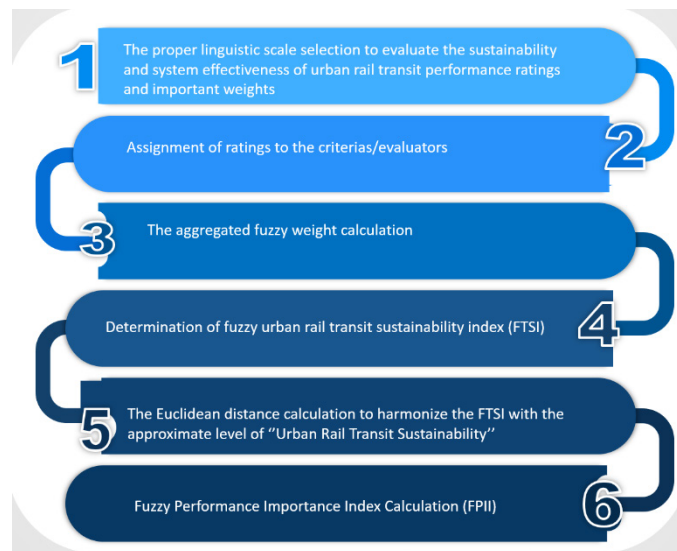 1
The proper linguistic scale selection to evaluate the sustainability
and system effectiveness of urban rail transit performance ratings
and important weights
Assignment of ratings to the criterias/evaluators
2
3
The aggregated fuzzy weight calculation
Determination of fuzzy urban rail transit sustainability index (FTSI)
4
5
The Euclidean distance calculation to harmonize the FTSI with the
approximate level of ‘‘Urban Rail Transit Sustainability’’
Fuzzy Performance Importance Index Calculation (FPII)
6